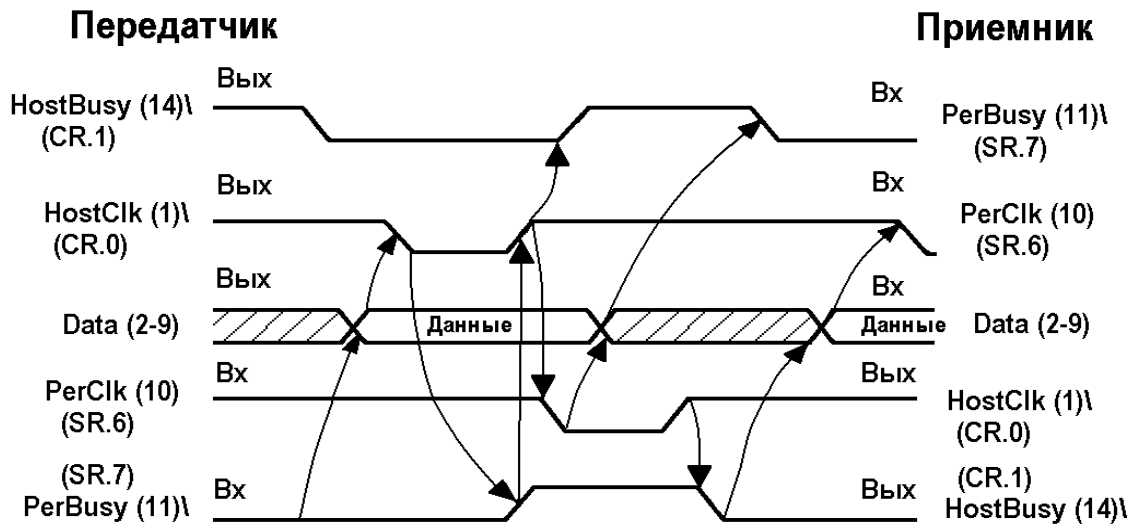 Передатчик
Приемник
Вых
Вх
HostBusy (14)\
(CR.1)
PerBusy (11)\
(SR.7)
Вых
Вх
HostClk (1)\
(CR.0)
PerClk (10)
(SR.6)
Вых
Вх
Data (2-9)
Данные
Данные
Data (2-9)
Вх
Вых
PerClk (10)
(SR.6)
HostClk (1)\
(CR.0)
(SR.7)
PerBusy (11)\
Вх
Вых
(CR.1)
HostBusy (14)\